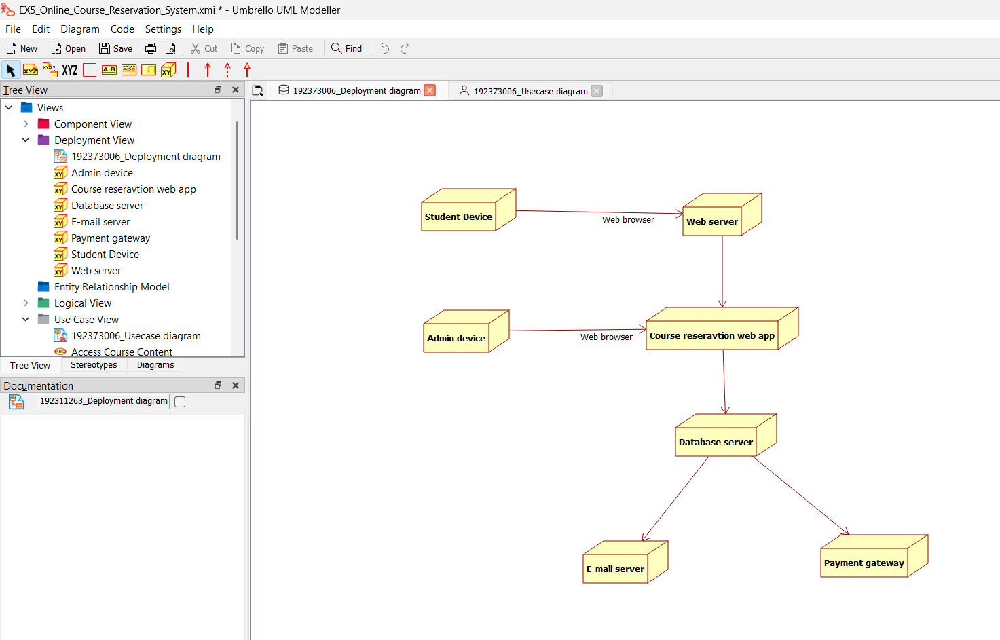 EX5_Online_Course_Reservation_System.xmi * - Umbrello UML Modeller
File Edit Diagram Code Settings Help
New Open Save Cut Copy Paste Find
XYZ XYZ XYZ A:B ABC XY
Tree View
192373006_Deployment diagram
192373006_Usecase diagram
Views
Component View
Deployment View
192373006_Deployment diagram
Admin device
Course reseravtion web app
Database server
E-mail server
Payment gateway
Student Device
Web server
Entity Relationship Model
Logical View
Use Case View
192373006_Usecase diagram
Access Course Content
Tree View Stereotypes Diagrams
Documentation
192311263_Deployment diagram
Student Device
Web browser
Web server
Admin device
Web browser
Course reseravtion web app
Database server
E-mail server
Payment gateway